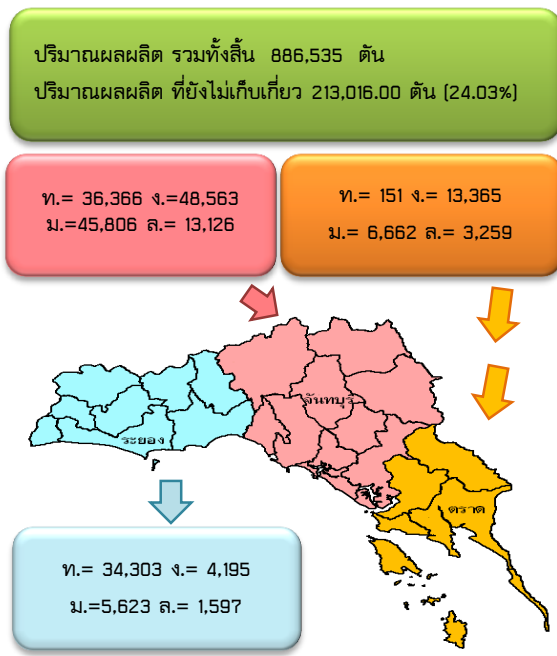 ปริมาณผลผลิต รวมทั้งสิ้น 886,535 ตัน
ปริมาณผลผลิต ที่ยังไม่เก็บเกี่ยว 213,016.00 ตัน (24.03%)
ท.= 36,366 ง.=48,563
ม.=45,806 ล.= 13,126
ท.= 151 ง.= 13,365
ม.= 6,662 ล.= 3,259
จันทบุรี
ระยอง
ตราด
ท.= 34,303 ง.= 4,195
ม.=5,623 ล.= 1,597